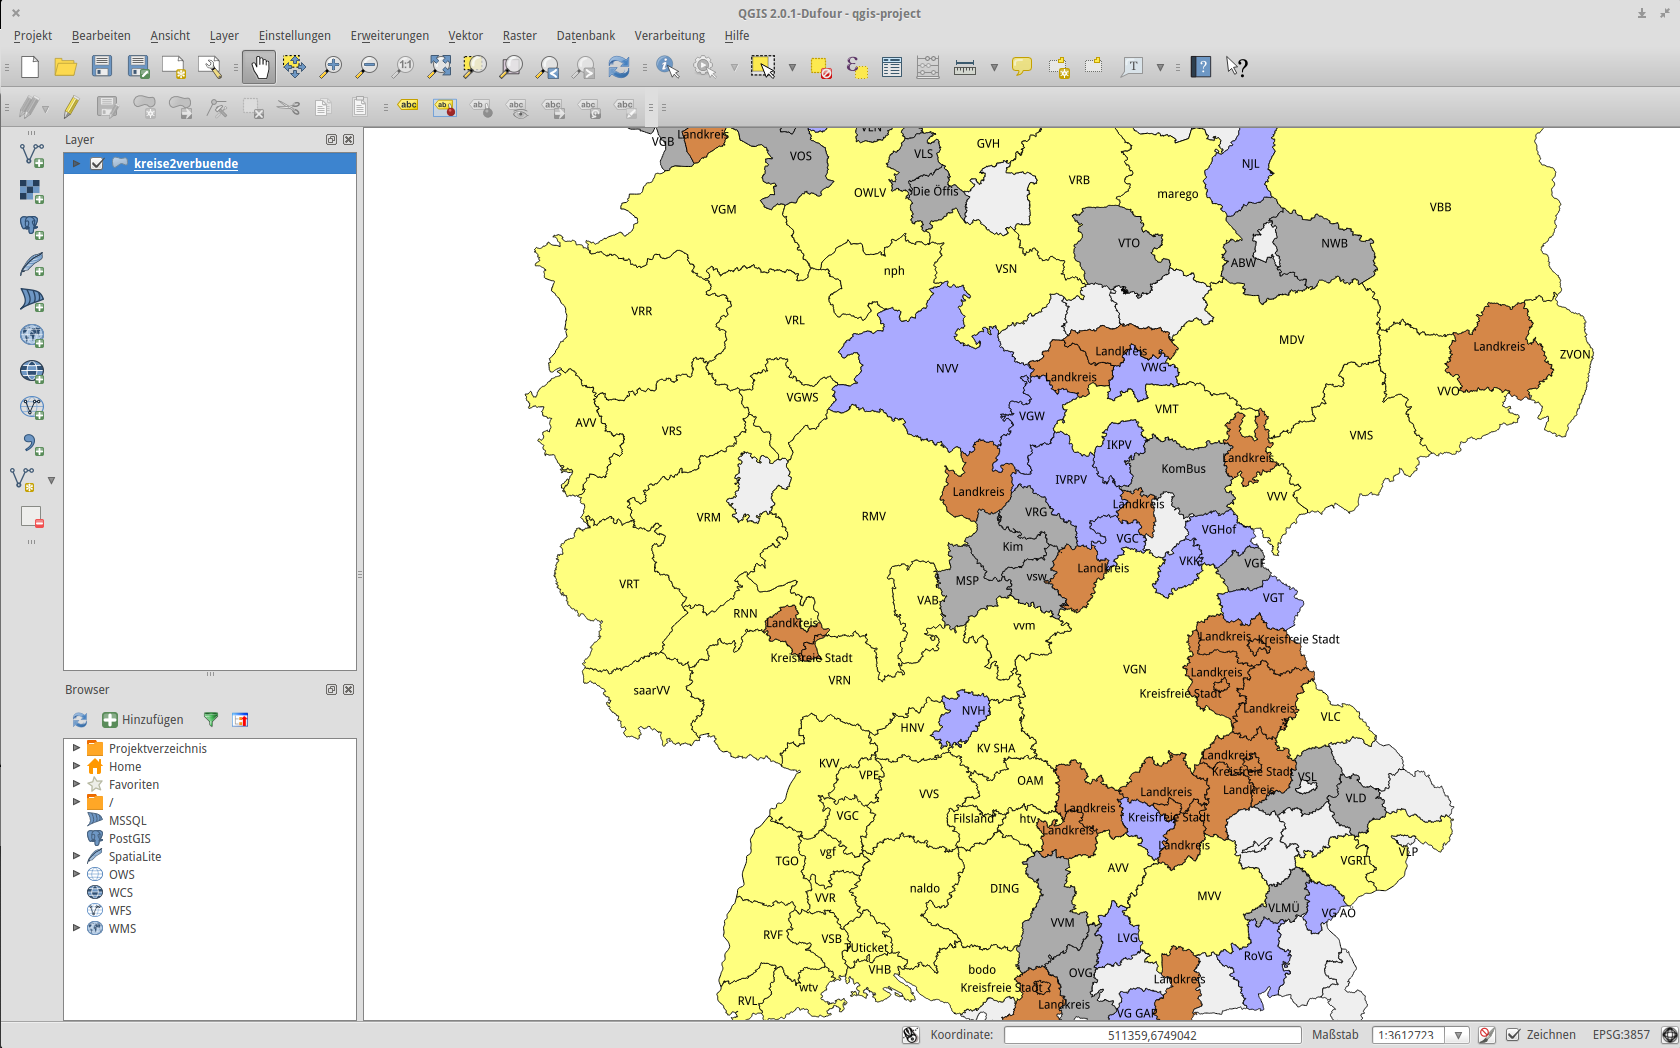 QGIS 2.0.1-Dufour - qgis-project
Projekt Bearbeiten Ansicht Layer Einstellungen Erweiterungen Vektor Raster Datenbank Verarbeitung Hilfe
Layer
kreise2verbuende
Browser
Hinzufügen
Projektverzeichnis
Home
Favoriten
/
MSSQL
PostGIS
SpatiaLite
OWS
WCS
WFS
WMS
VGB Landkreis VOS VLS GVH NJL
Die Öffis OWLV VRB marego VBB
VGM VTO ABW NWB
nph VSN
VRR VRL MDV Landkreis ZVON
NVV Landkreis VWG
Landkreis VVO
VGWS VGW VMT
AVV VRS IKPV VMS
KomBus Landkreis
IVRPV Landkreis VVV
VRM RMV VRG Landkreis
VGC VGHof
Kim VKK VGF
VRT MSP vsw Landkreis
VAB VGT
RNN Landkreis vvm
Landkreis Kreisfreie Stadt
Kreisfreie Stadt VRN VGN Landkreis
saarVV Kreisfreie Stadt Landkreis
NVH VLC
HNV KV SHA
KVV VPE VVS OAM Landkreis
Kreisfreie Stadt VSL
Landkreis Landkreis VLD
VGC Filsland htv Landkreis Kreisfreie Stadt
Landkreis Landkreis
TGO vgf VGRI VLP
AVV MVV
VVR naldo DING
VLMÜ VG AÖ
VVM
RVF VSB TUticket LVG
RoVG
VHB bodo OVG
Kreisfreie Stadt Landkreis
RVL wtv Landkreis VG GAP
Koordinate: 511359,6749042 Maßstab 1:3612723 Zeichnen EPSG:3857